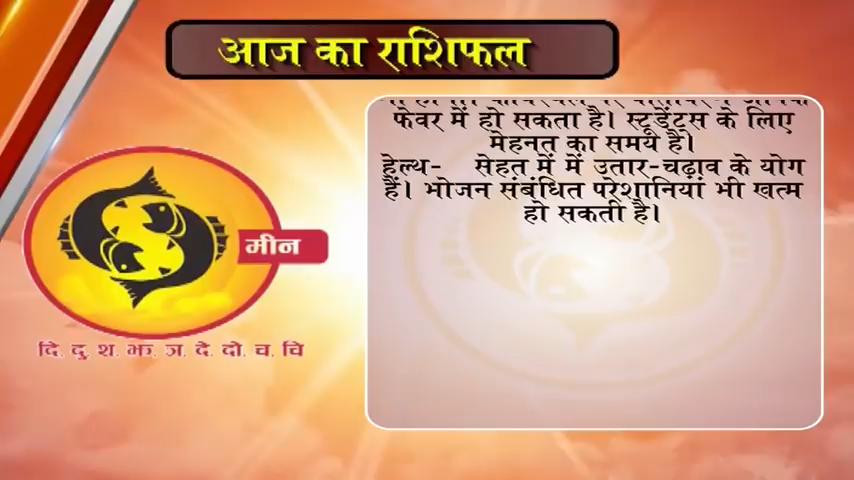 आज का राशिफल
फेवर में हो सकता है। स्टूडेंट्स के लिए
मेहनत का समय है।
हेल्थ- सेहत में में उतार-चढ़ाव के योग
हैं। भोजन संबंधित परेशानियां भी खत्म
हो सकती है।
मीन
दि. दु. श. झ. ञ. दे. दो. च. चि